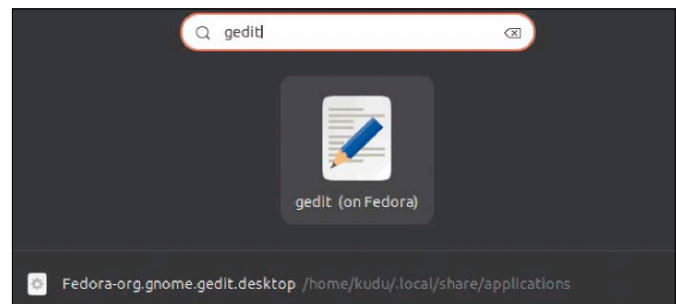 gedit
gedit (on Fedora)
Fedora-org.gnome.gedit.desktop /home/kudu/.local/share/applications